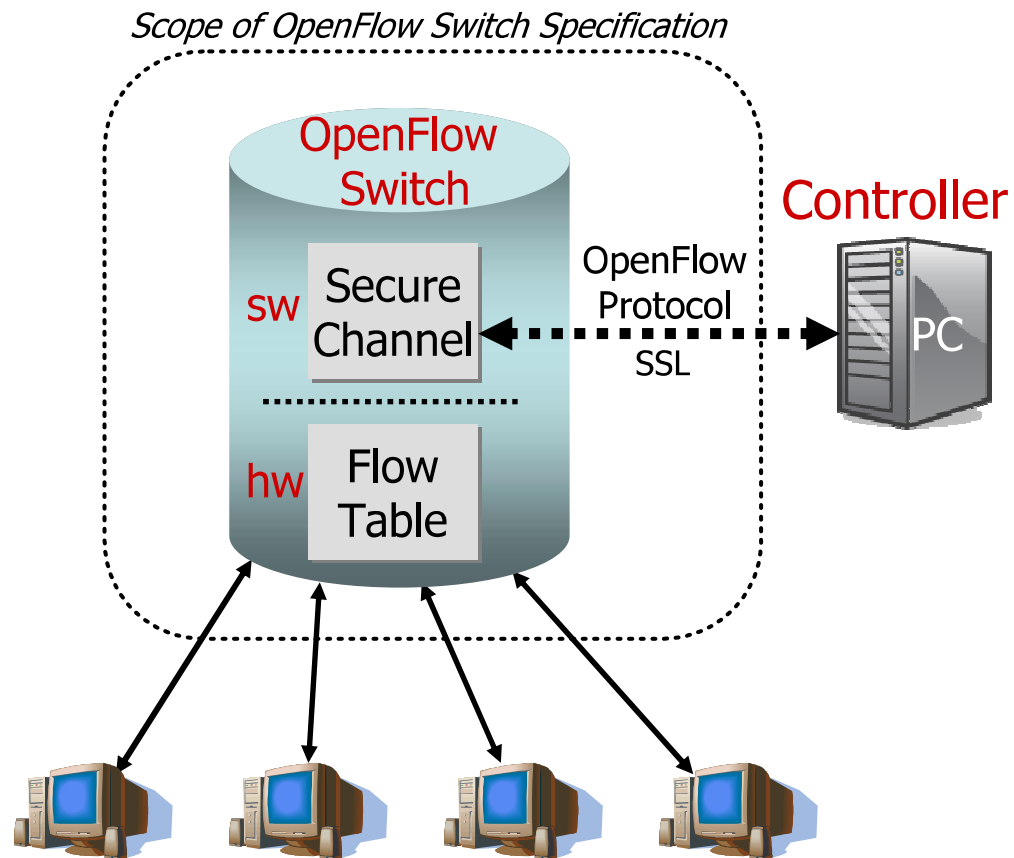 Scope of OpenFlow Switch Specification
OpenFlow
Switch
Controller
sw
Secure
Channel
OpenFlow
Protocol
SSL
PC
hw
Flow
Table